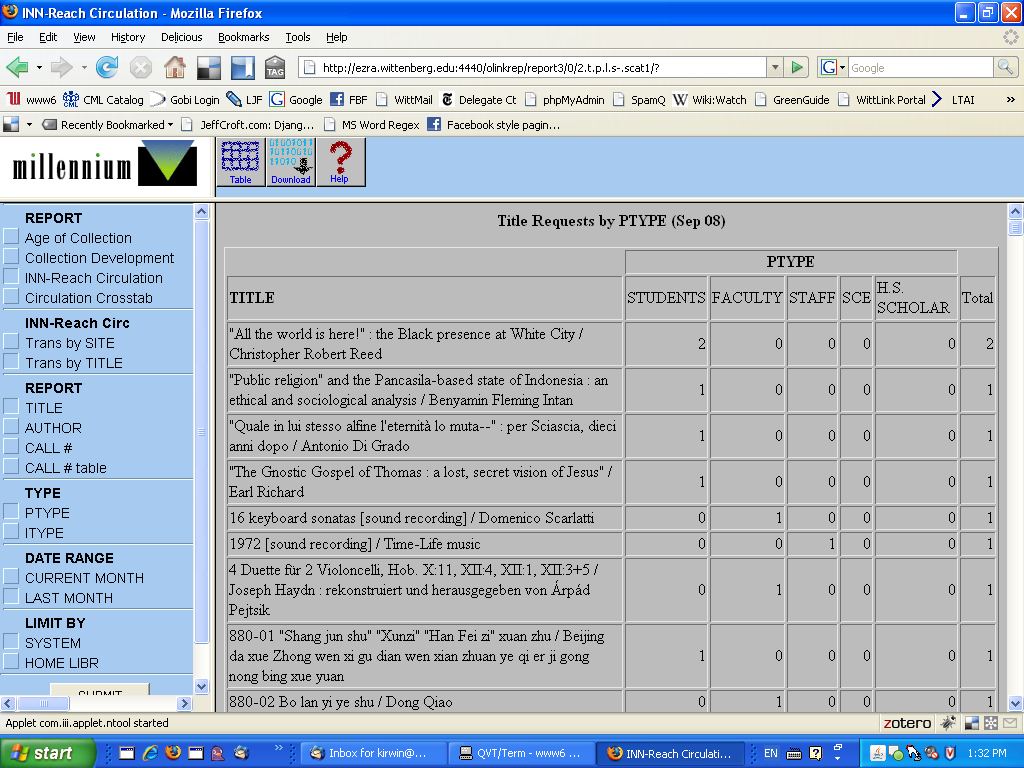 INN-Reach Circulation - Mozilla Firefox
File Edit View History Delicious Bookmarks Tools Help
TAG http://ezra.wittenberg.edu:4440/olinkrep/report3/0/2.t.p.l.s-.scat1/? G Google
www6 CML Catalog Gobi Login LJF Google FBF WittMail Delegate Ct phpMyAdmin SpamQ Wiki:Watch GreenGuide WittLink Portal LTAI »
Recently Bookmarked JeffCroft.com: Djang... MS Word Regex Facebook style pagin...
millennium Table Download Help
REPORT
Age of Collection
Collection Development
INN-Reach Circulation
Circulation Crosstab
INN-Reach Circ
Trans by SITE
Trans by TITLE
REPORT
TITLE
AUTHOR
CALL #
CALL # table
TYPE
PTYPE
ITYPE
DATE RANGE
CURRENT MONTH
LAST MONTH
LIMIT BY
SYSTEM
HOME LIBR
SUBMIT
Title Requests by PTYPE (Sep 08)
PTYPE
TITLE STUDENTS FACULTY STAFF SCE H.S. SCHOLAR Total
"All the world is here!" : the Black presence at White City /
Christopher Robert Reed 2 0 0 0 0 2
"Public religion" and the Pancasila-based state of Indonesia : an
ethical and sociological analysis / Benyamin Fleming Intan 1 0 0 0 0 1
"Quale in lui stesso alfine l'eternità lo muta--" : per Sciascia, dieci
anni dopo / Antonio Di Grado 1 0 0 0 0 1
"The Gnostic Gospel of Thomas : a lost, secret vision of Jesus" /
Earl Richard 1 0 0 0 0 1
16 keyboard sonatas [sound recording] / Domenico Scarlatti 0 1 0 0 0 1
1972 [sound recording] / Time-Life music 0 0 1 0 0 1
4 Duette für 2 Violoncelli, Hob. X:11, XII:4, XII:1, XII:3+5 /
Joseph Haydn : rekonstruiert und herausgegeben von Árpád
Pejtsik 0 1 0 0 0 1
880-01 "Shang jun shu" "Xunzi" "Han Fei zi" xuan zhu / Beijing
da xue Zhong wen xi gu dian wen xian zhuan ye qi er ji gong
nong bing xue yuan 1 0 0 0 0 1
880-02 Bo lan yi ye shu / Dong Qiao 0 1 0 0 0 1
Applet com.iii.applet.ntool started zotero
start » Inbox for kirwin@... QVT/Term - www6 ... INN-Reach Circulati... EN 1:32 PM